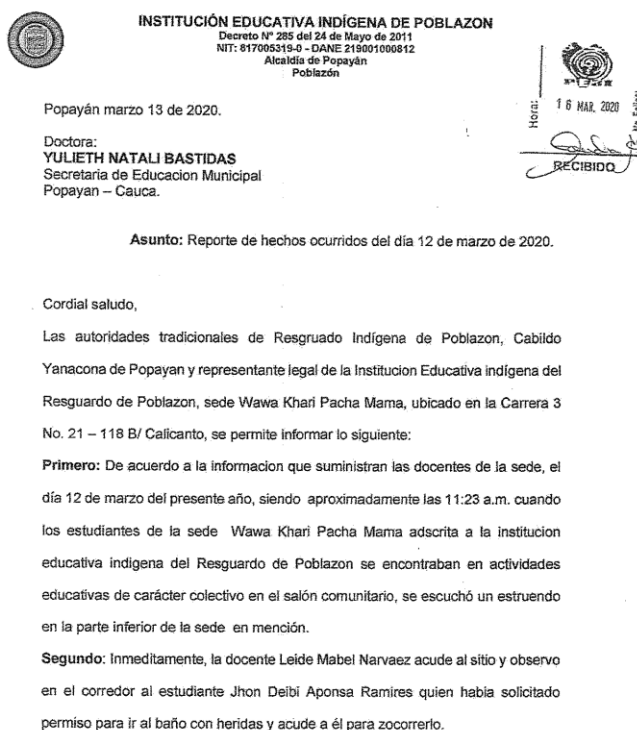 INSTITUCIÓN EDUCATIVA INDÍGENA DE POBLAZON
Decreto Nº 285 del 24 de Mayo de 2011
NIT: 817005319-0 - DANE 219001000812
Alcaldía de Popayán
Poblazón
Hora:
16 MAR. 2020
RECIBIDO
Popayán marzo 13 de 2020.
Doctora:
YULIETH NATALI BASTIDAS
Secretaria de Educacion Municipal
Popayan – Cauca.
Asunto: Reporte de hechos ocurridos del día 12 de marzo de 2020.
Cordial saludo,
Las autoridades tradicionales de Resgruado Indígena de Poblazon, Cabildo
Yanacona de Popayan y representante legal de la Institucion Educativa indígena del
Resguardo de Poblazon, sede Wawa Khari Pacha Mama, ubicado en la Carrera 3
No. 21 – 118 B/ Calicanto, se permite informar lo siguiente:
Primero: De acuerdo a la informacion que suministran las docentes de la sede, el
día 12 de marzo del presente año, siendo aproximadamente las 11:23 a.m. cuando
los estudiantes de la sede Wawa Khari Pacha Mama adscrita a la institucion
educativa indigena del Resguardo de Poblazon se encontraban en actividades
educativas de carácter colectivo en el salón comunitario, se escuchó un estruendo
en la parte inferior de la sede en mención.
Segundo: Inmeditamente, la docente Leide Mabel Narvaez acude al sitio y observo
en el corredor al estudiante Jhon Deibi Aponsa Ramires quien habia solicitado
permiso para ir al baño con heridas y acude a él para zocorrerlo.